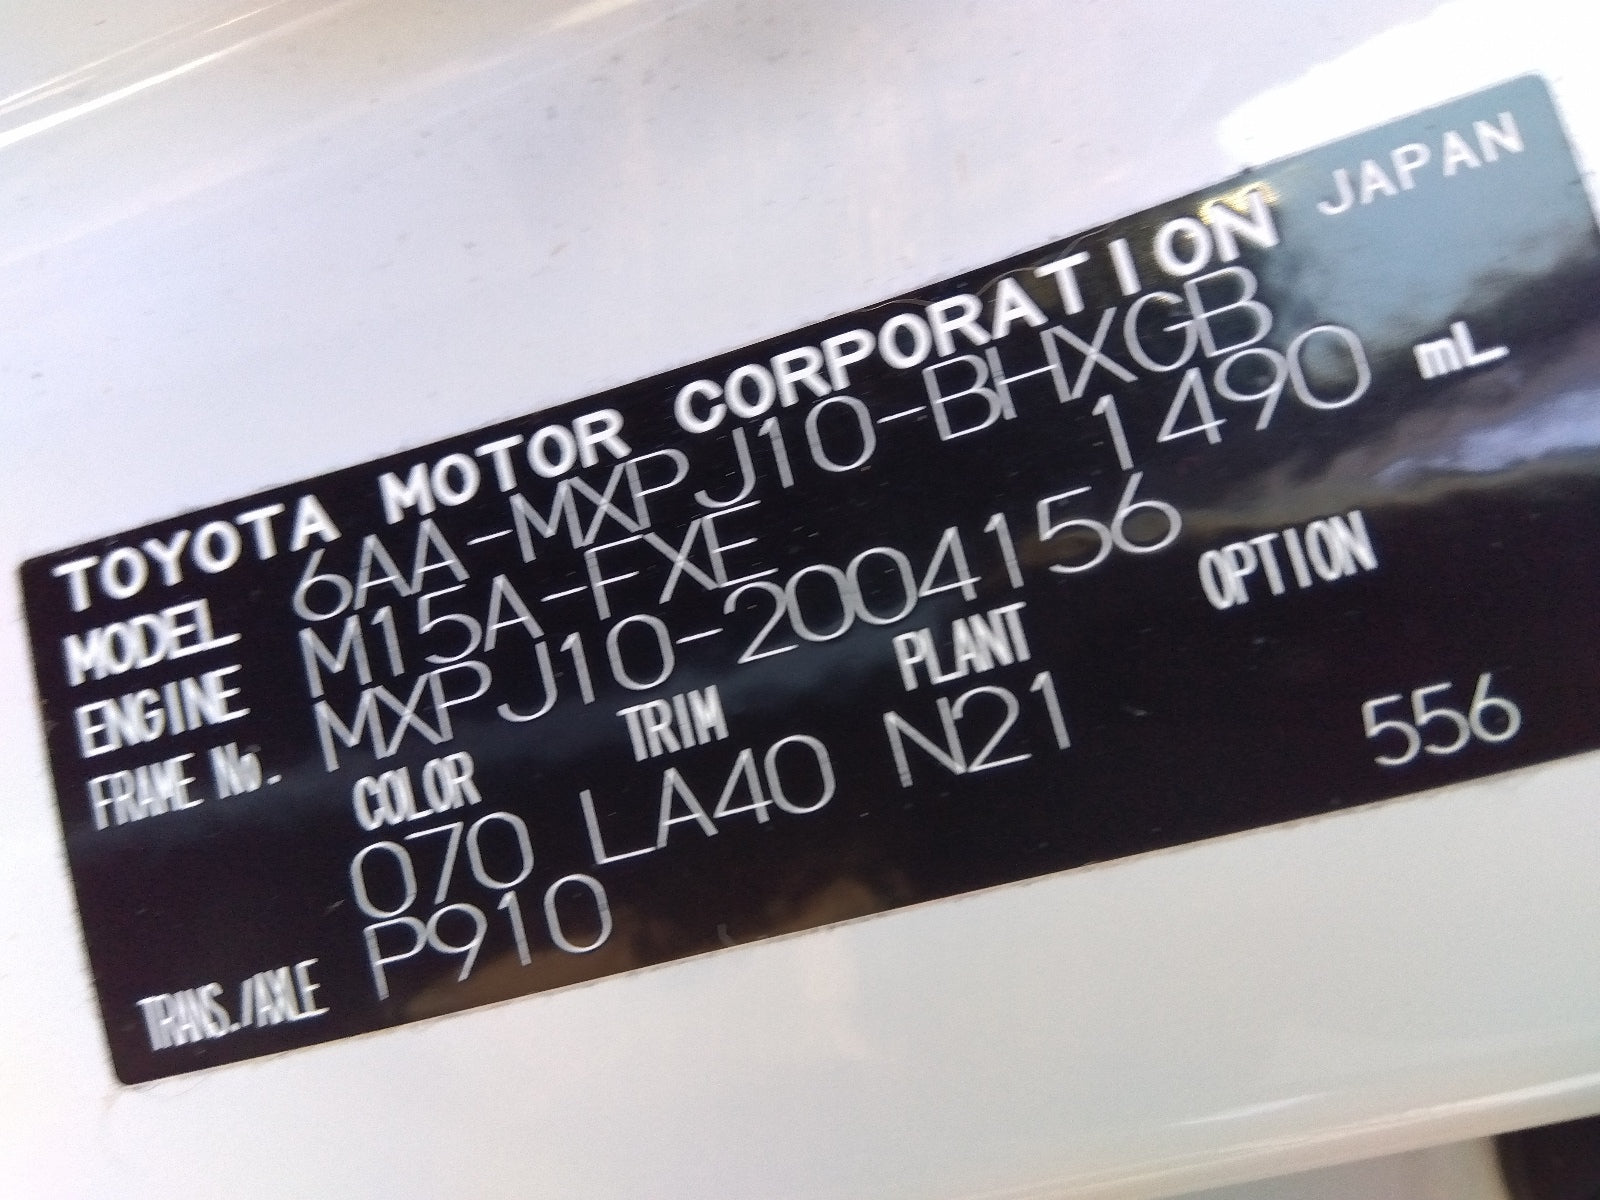 TOYOTA MOTOR CORPORATION JAPAN
MODEL 6AA-MXPJ10-BHXGB
ENGINE M15A-FXE 1490 mL
FRAME No. MXPJ10-2004156
COLOR TRIM PLANT OPTION
070 LA40 N21 556
TRANS./AXLE P910